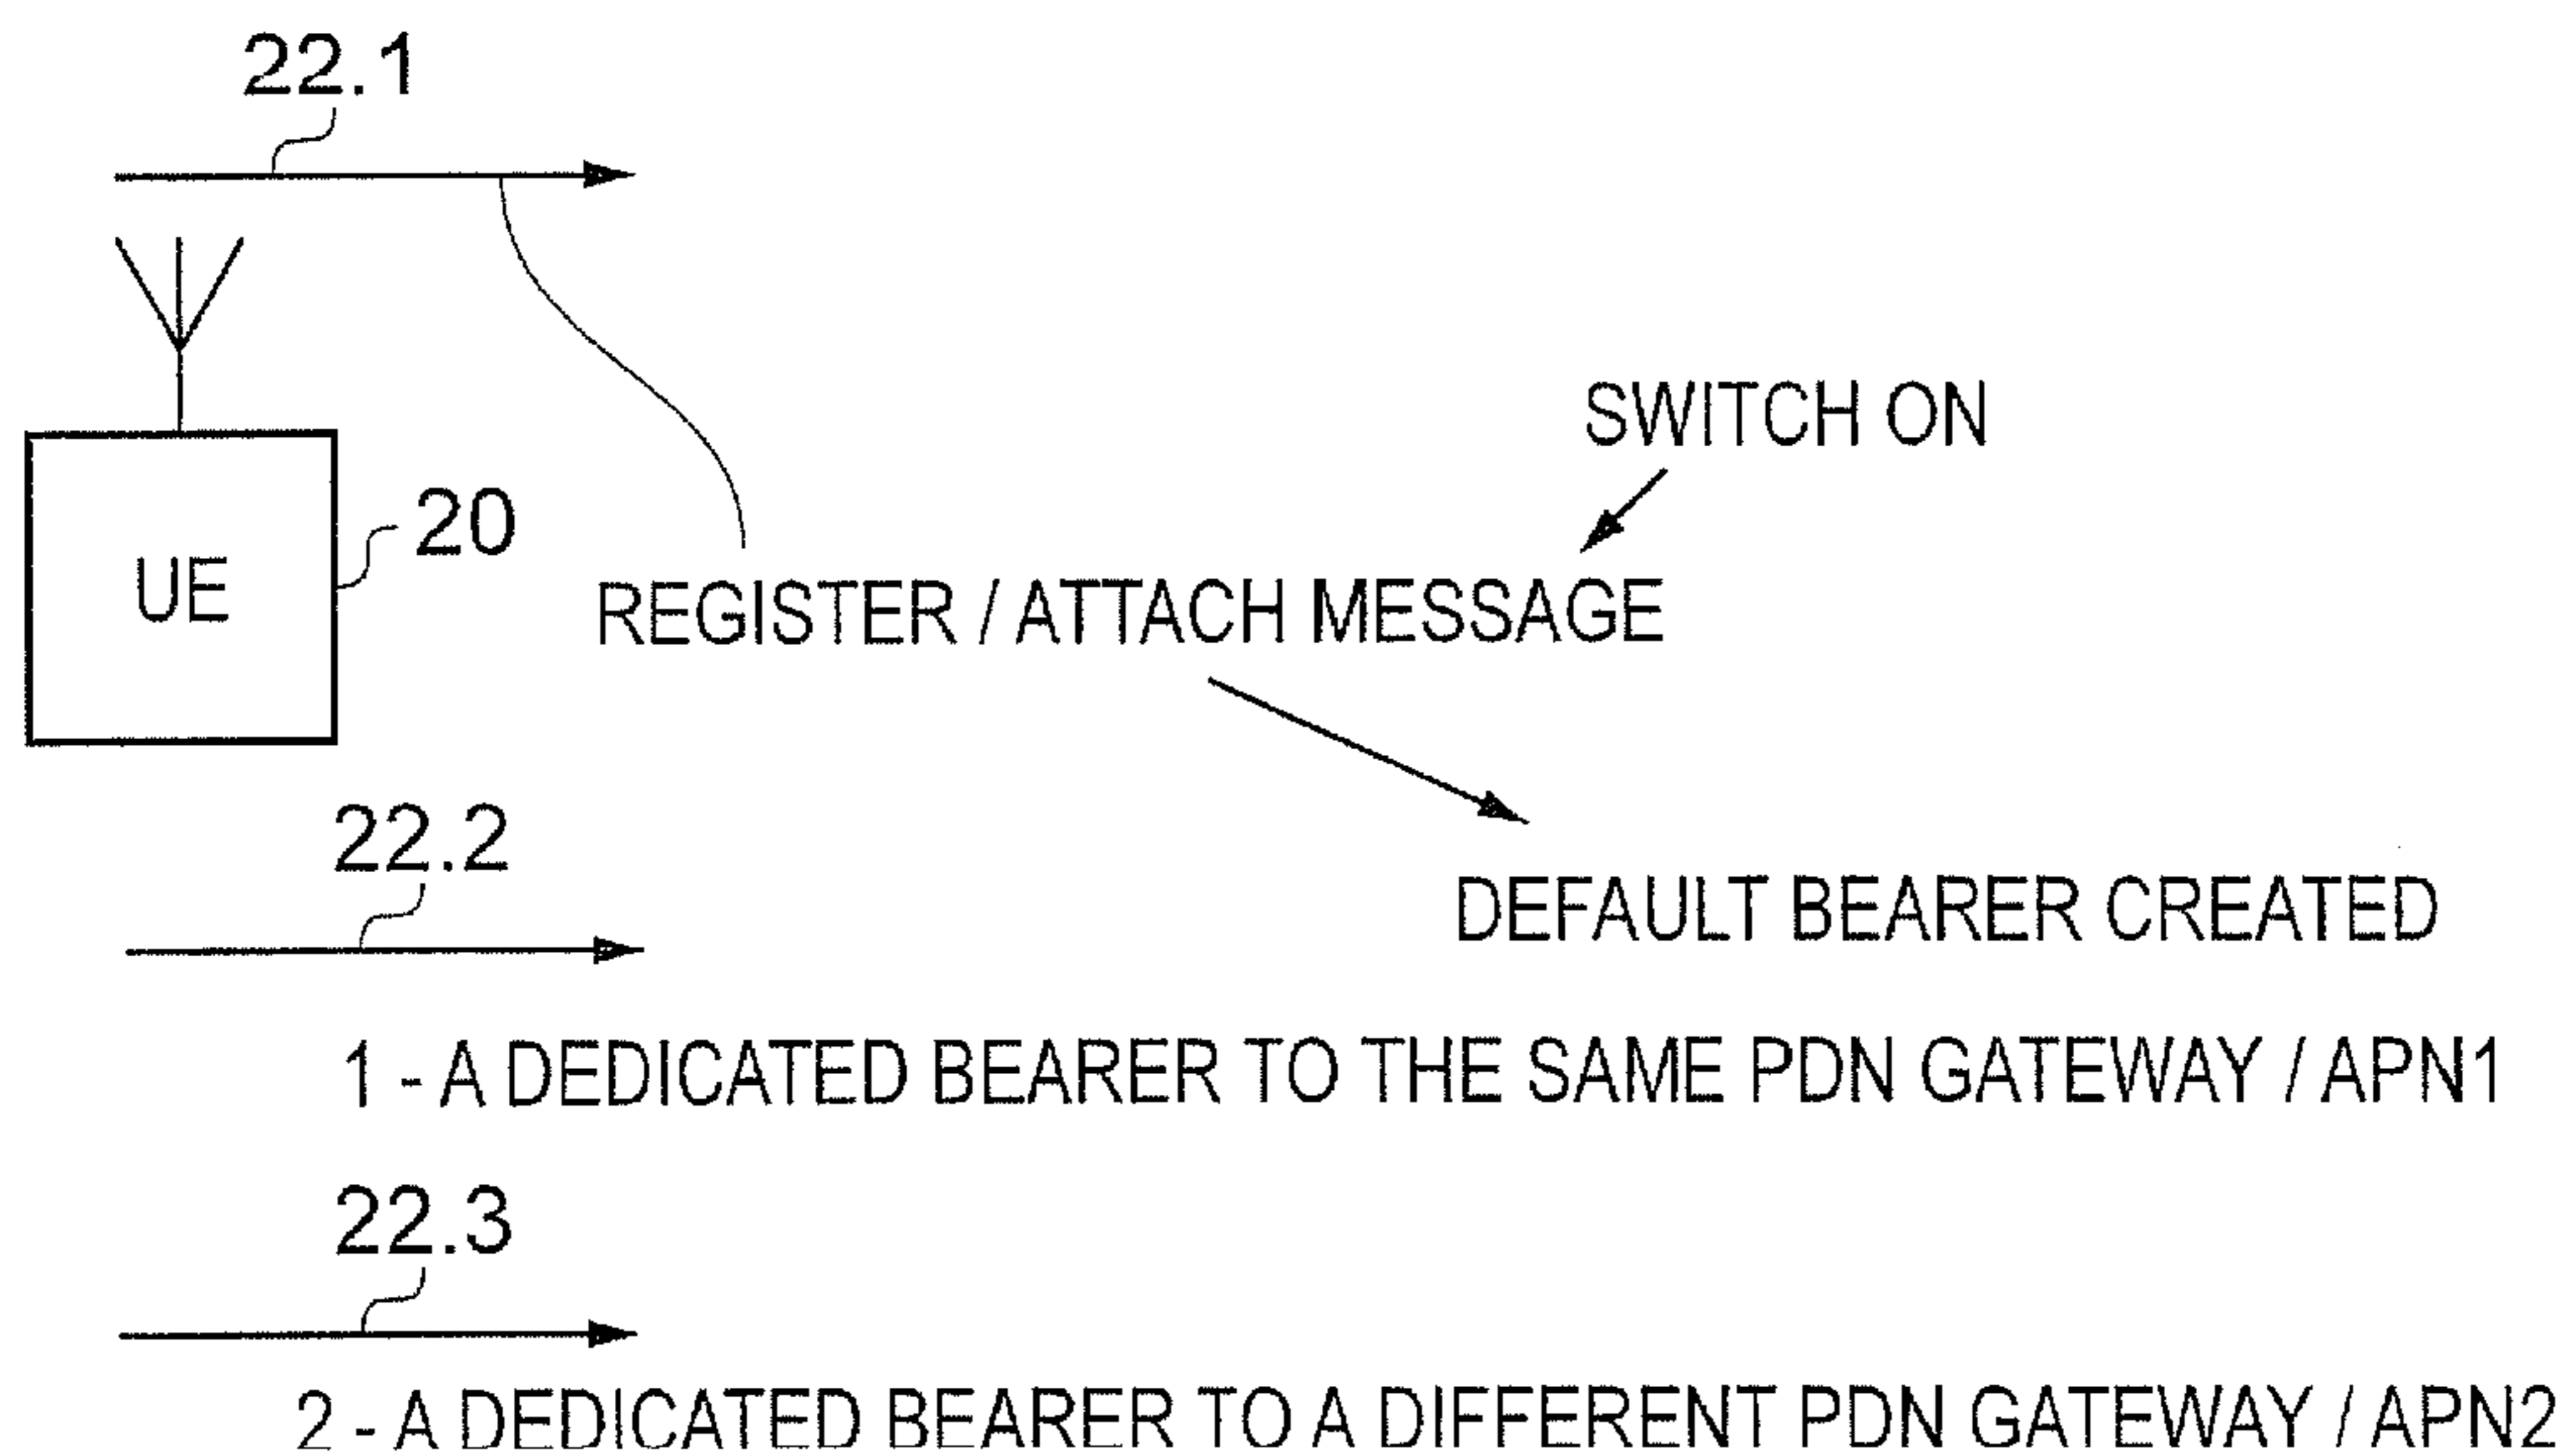 22.1
SWITCH ON
20
UE
REGISTER / ATTACH MESSAGE
22.2
DEFAULT BEARER CREATED
1 - A DEDICATED BEARER TO THE SAME PDN GATEWAY / APN1
22.3
2 - A DEDICATED BEARER TO A DIFFERENT PDN GATEWAY / APN2